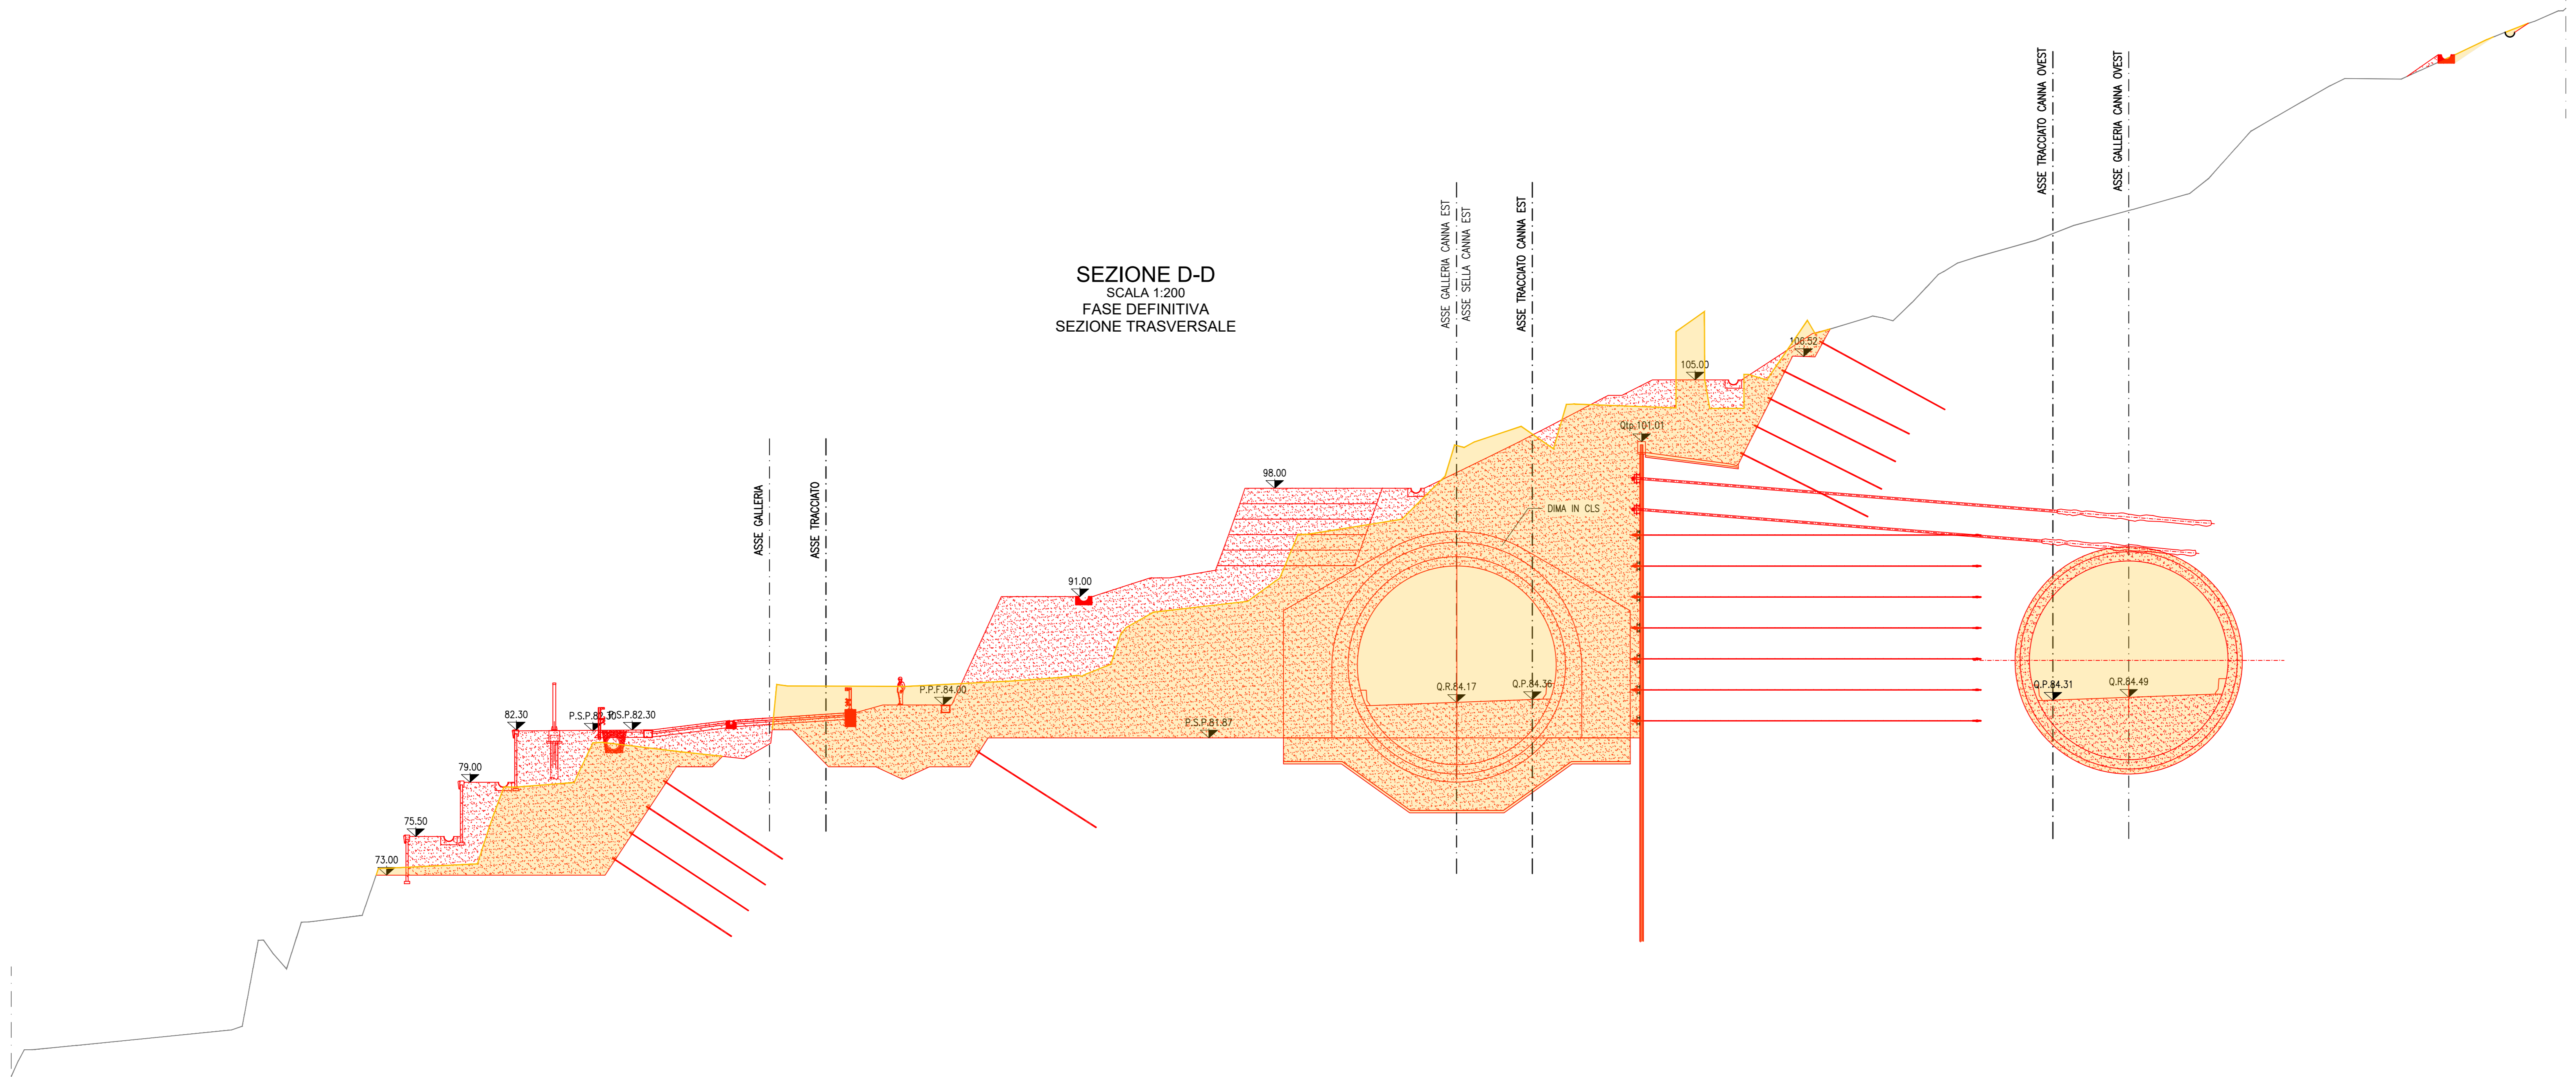 ASSE TRACCIATO CANNA OVEST
ASSE GALLERIA CANNA OVEST
ASSE GALLERIA CANNA EST
ASSE SELLA CANNA EST
ASSE TRACCIATO CANNA EST
SEZIONE D-D
SCALA 1:200
FASE DEFINITIVA
SEZIONE TRASVERSALE
106.52
105.00
Qtp.101.01
98.00
ASSE GALLERIA
ASSE TRACCIATO
DIMA IN CLS
91.00
P.P.F.84.00
Q.R.84.17
Q.P.84.36
Q.P.84.31
Q.R.84.49
82.30
P.S.P.82.30
P.S.P.82.30
P.S.P.81.87
79.00
75.50
73.00